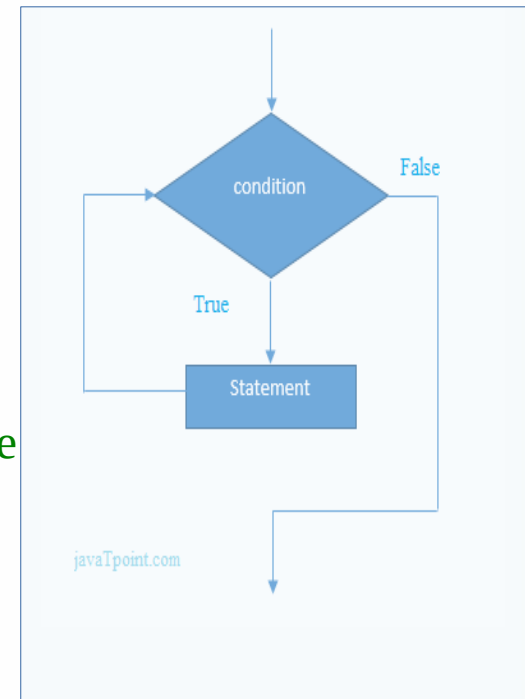 condition
False
True
Statement
e
javaTpoint.com